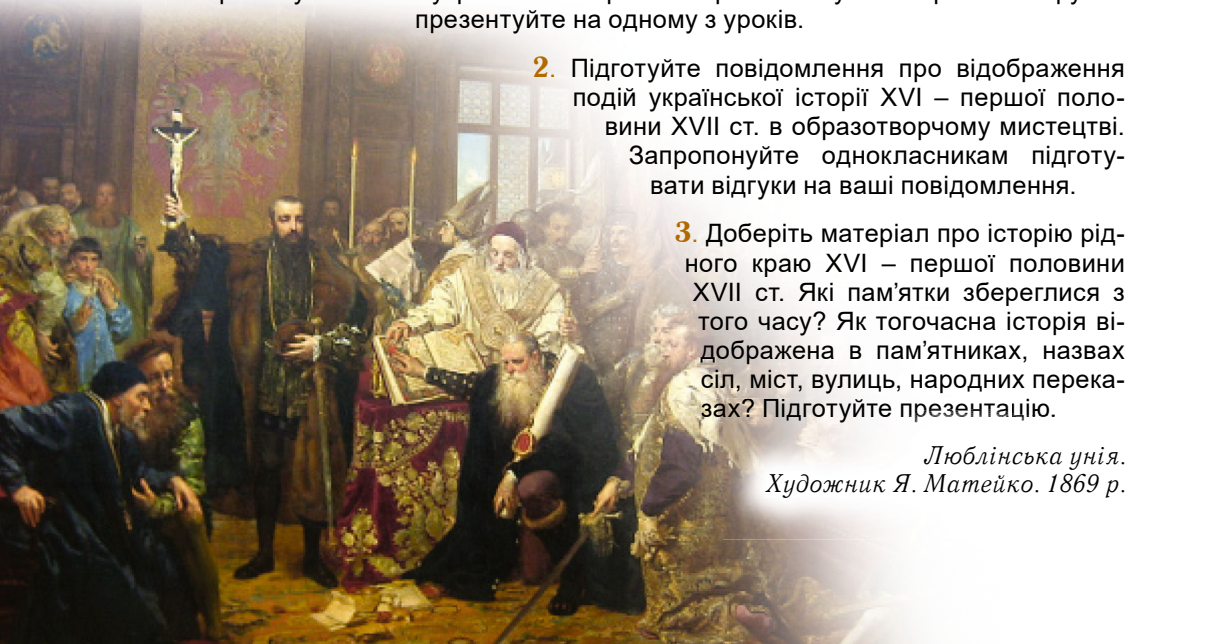 презентуйте на одному з уроків.
2. Підготуйте повідомлення про відображення
подій української історії XVI – першої поло-
вини XVII ст. в образотворчому мистецтві.
Запропонуйте однокласникам підготу-
вати відгуки на ваші повідомлення.
3. Доберіть матеріал про історію рід-
ного краю XVI – першої половини
XVII ст. Які пам’ятки збереглися з
того часу? Як тогочасна історія ві-
дображена в пам’ятниках, назвах
сіл, міст, вулиць, народних перека-
зах? Підготуйте презентацію.
Люблінська унія.
Художник Я. Матейко. 1869 р.